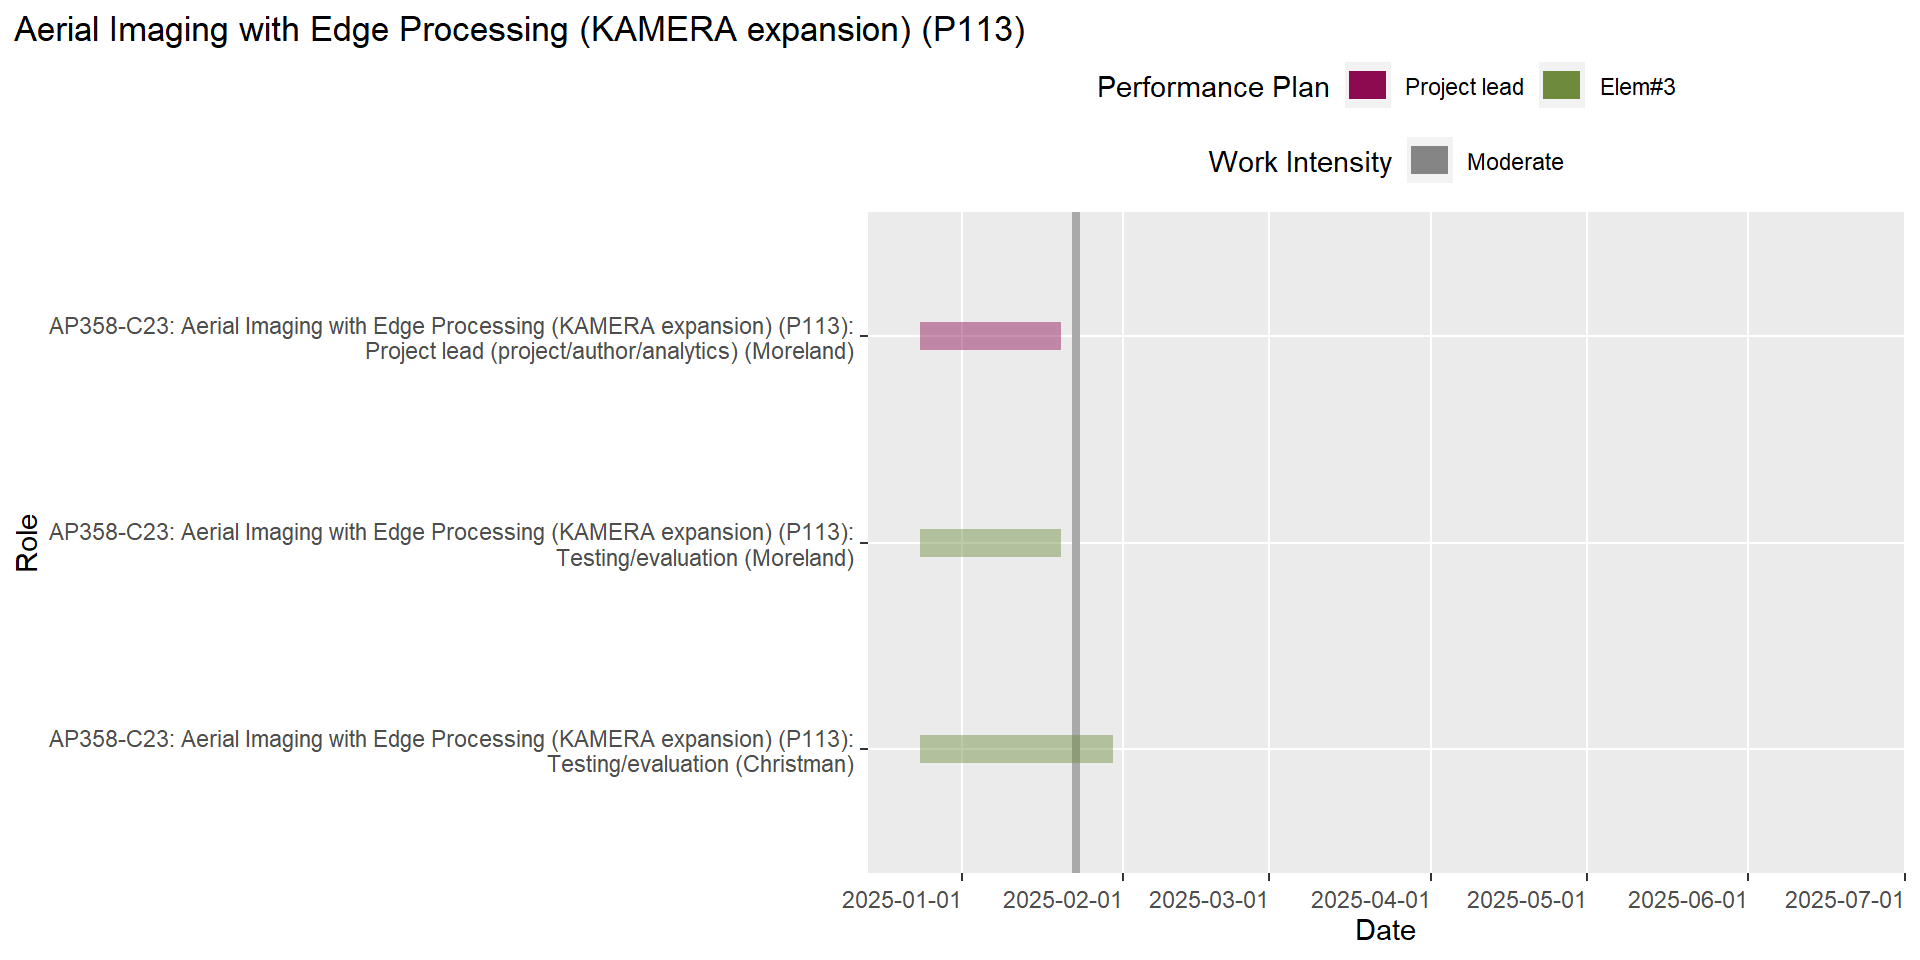 Aerial Imaging with Edge Processing (KAMERA expansion) (P113)
Performance Plan Project lead Elem#3
Work Intensity Moderate
AP358-C23: Aerial Imaging with Edge Processing (KAMERA expansion) (P113):
Project lead (project/author/analytics) (Moreland)
AP358-C23: Aerial Imaging with Edge Processing (KAMERA expansion) (P113):
Testing/evaluation (Moreland)
AP358-C23: Aerial Imaging with Edge Processing (KAMERA expansion) (P113):
Testing/evaluation (Christman)
Role
2025-01-01 2025-02-01 2025-03-01 2025-04-01 2025-05-01 2025-06-01 2025-07-01
Date